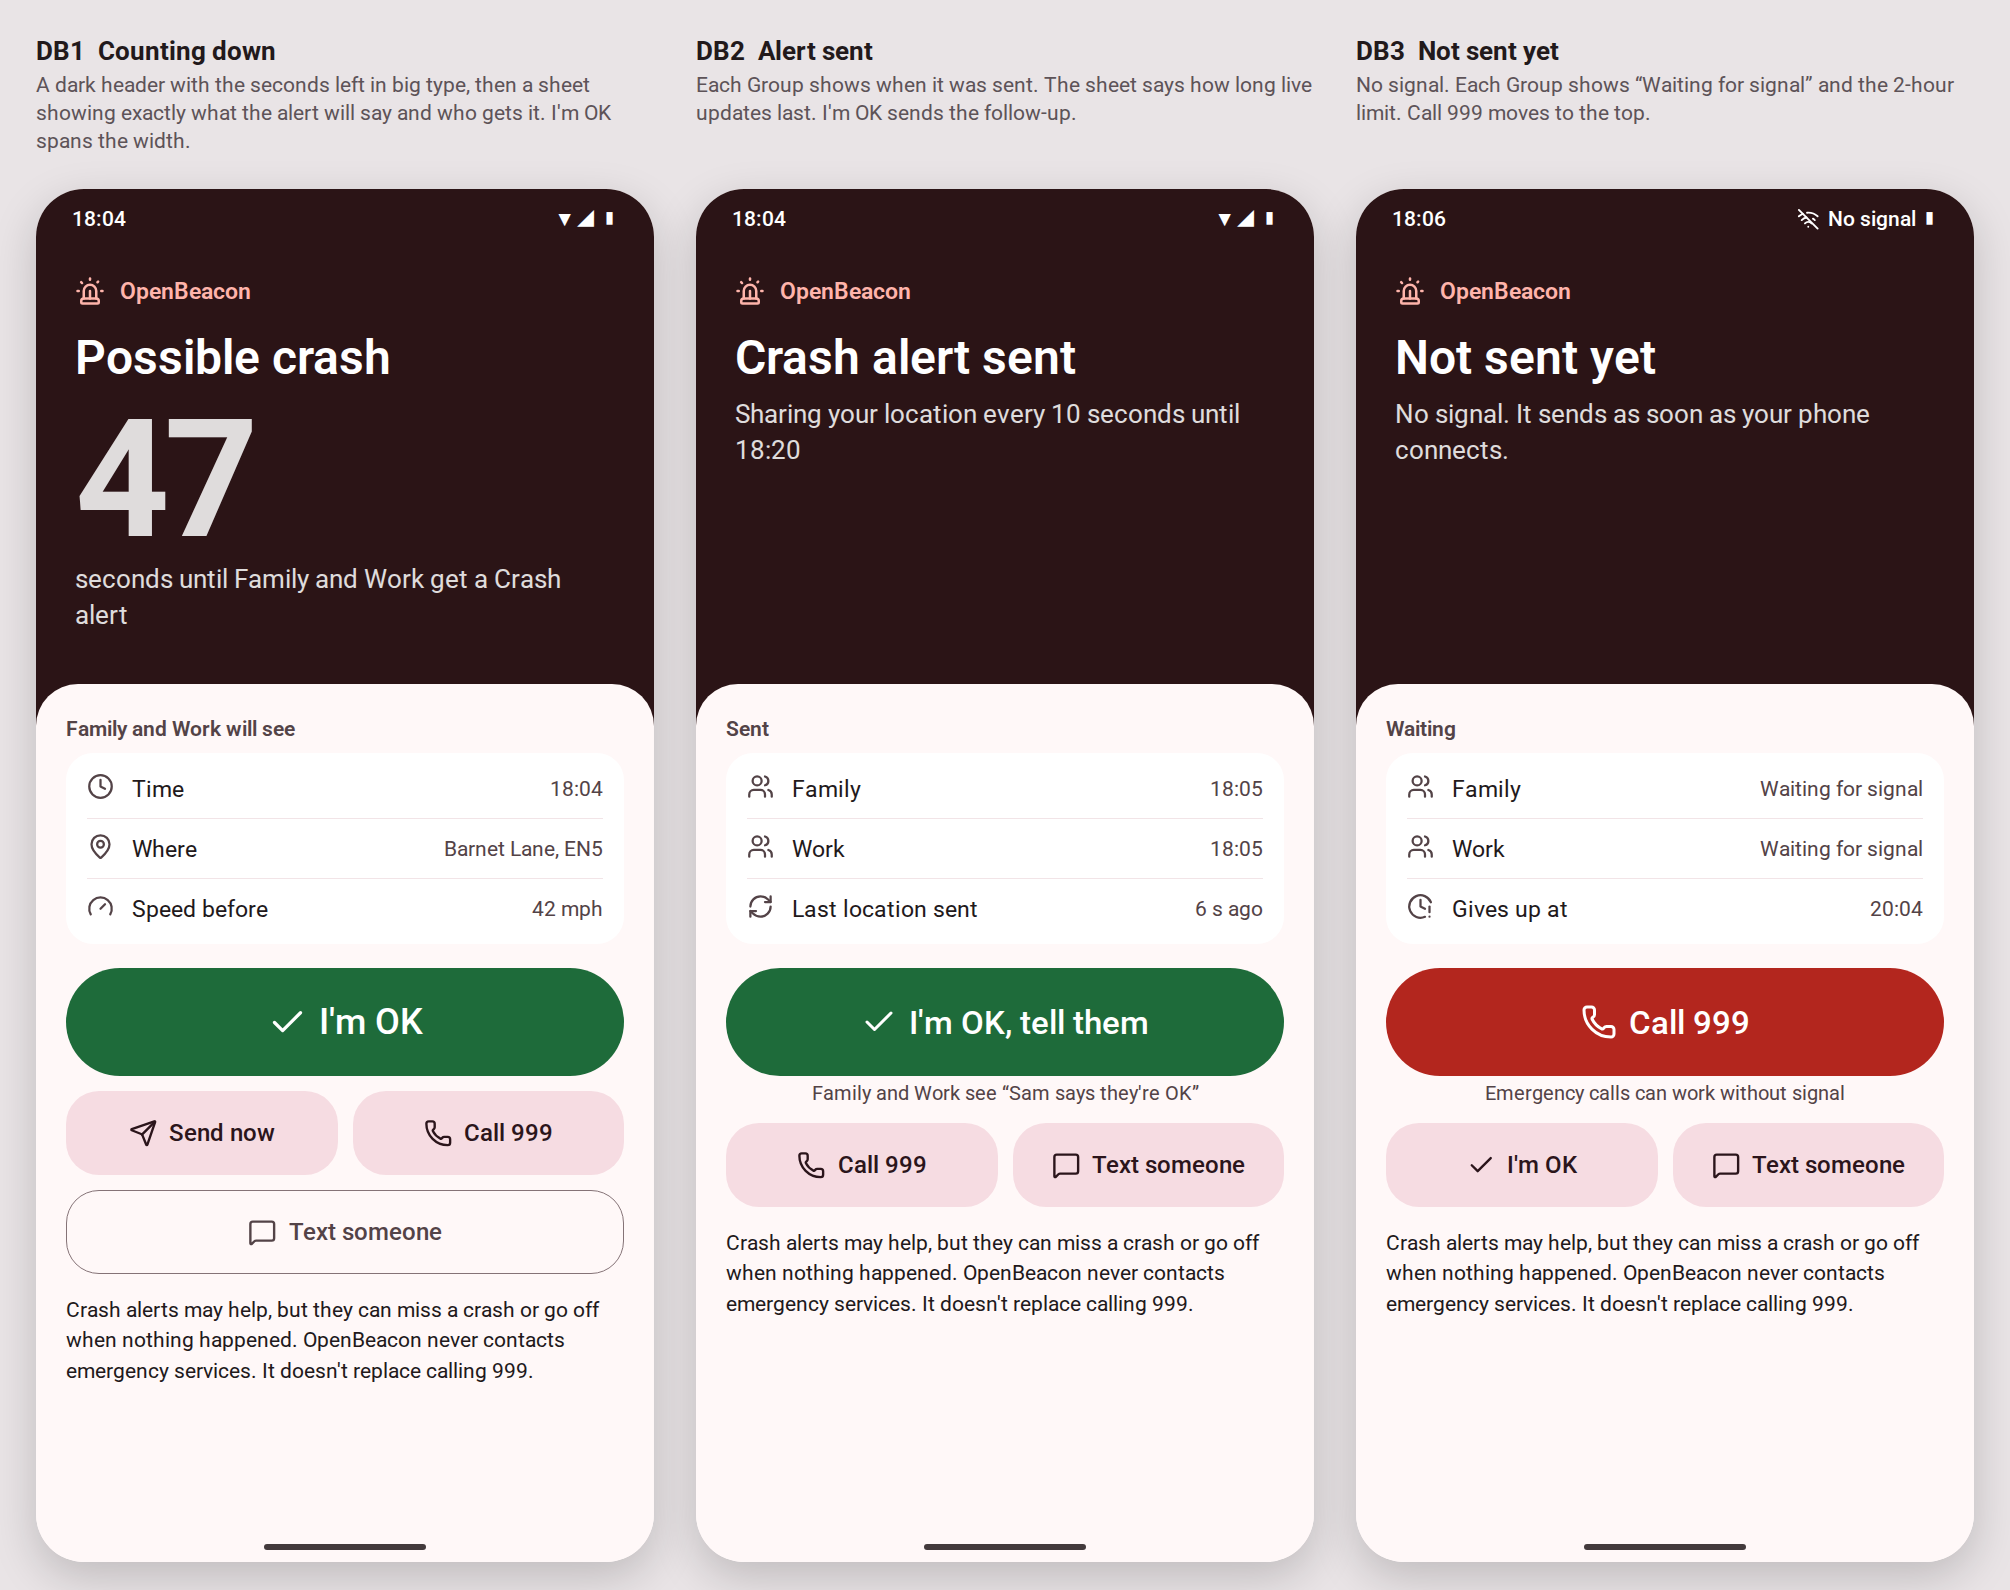 DB1 Counting down
A dark header with the seconds left in big type, then a sheet
showing exactly what the alert will say and who gets it. I'm OK
spans the width.
18:04
OpenBeacon
Possible crash
47
seconds until Family and Work get a Crash
alert
Family and Work will see
Time 18:04
Where Barnet Lane, EN5
Speed before 42 mph
I'm OK
Send now
Call 999
Text someone
Crash alerts may help, but they can miss a crash or go off
when nothing happened. OpenBeacon never contacts
emergency services. It doesn't replace calling 999.
DB2 Alert sent
Each Group shows when it was sent. The sheet says how long live
updates last. I'm OK sends the follow-up.
18:04
OpenBeacon
Crash alert sent
Sharing your location every 10 seconds until
18:20
Sent
Family 18:05
Work 18:05
Last location sent 6 s ago
I'm OK, tell them
Family and Work see “Sam says they're OK”
Call 999
Text someone
Crash alerts may help, but they can miss a crash or go off
when nothing happened. OpenBeacon never contacts
emergency services. It doesn't replace calling 999.
DB3 Not sent yet
No signal. Each Group shows “Waiting for signal” and the 2-hour
limit. Call 999 moves to the top.
18:06 No signal
OpenBeacon
Not sent yet
No signal. It sends as soon as your phone
connects.
Waiting
Family Waiting for signal
Work Waiting for signal
Gives up at 20:04
Call 999
Emergency calls can work without signal
I'm OK
Text someone
Crash alerts may help, but they can miss a crash or go off
when nothing happened. OpenBeacon never contacts
emergency services. It doesn't replace calling 999.